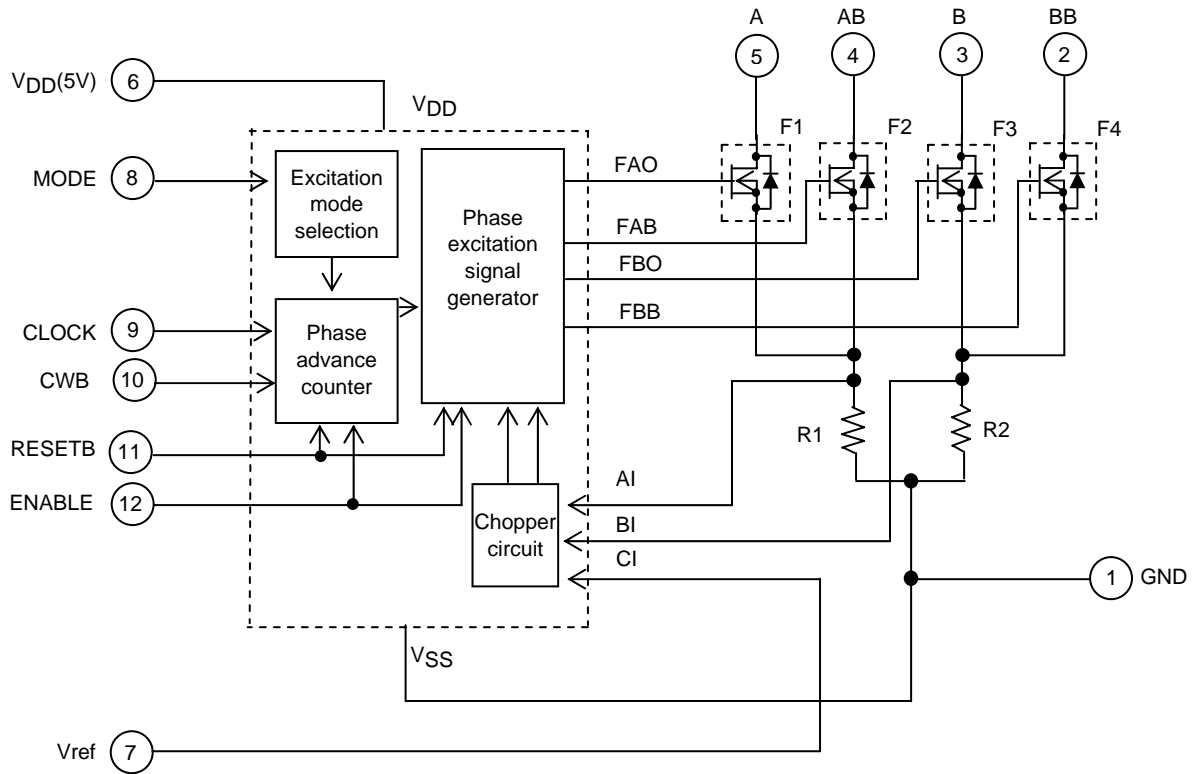 A AB B BB
5 4 3 2
VDD(5V) 6
VDD
F1 F2 F3 F4
MODE 8
Excitation
mode
selection
FAO
Phase
excitation
signal
generator
FAB
FBO
FBB
CLOCK 9
Phase
advance
counter
CWB 10
R1 R2
RESETB 11
AI
ENABLE 12
Chopper
circuit
BI
CI
1 GND
VSS
Vref 7